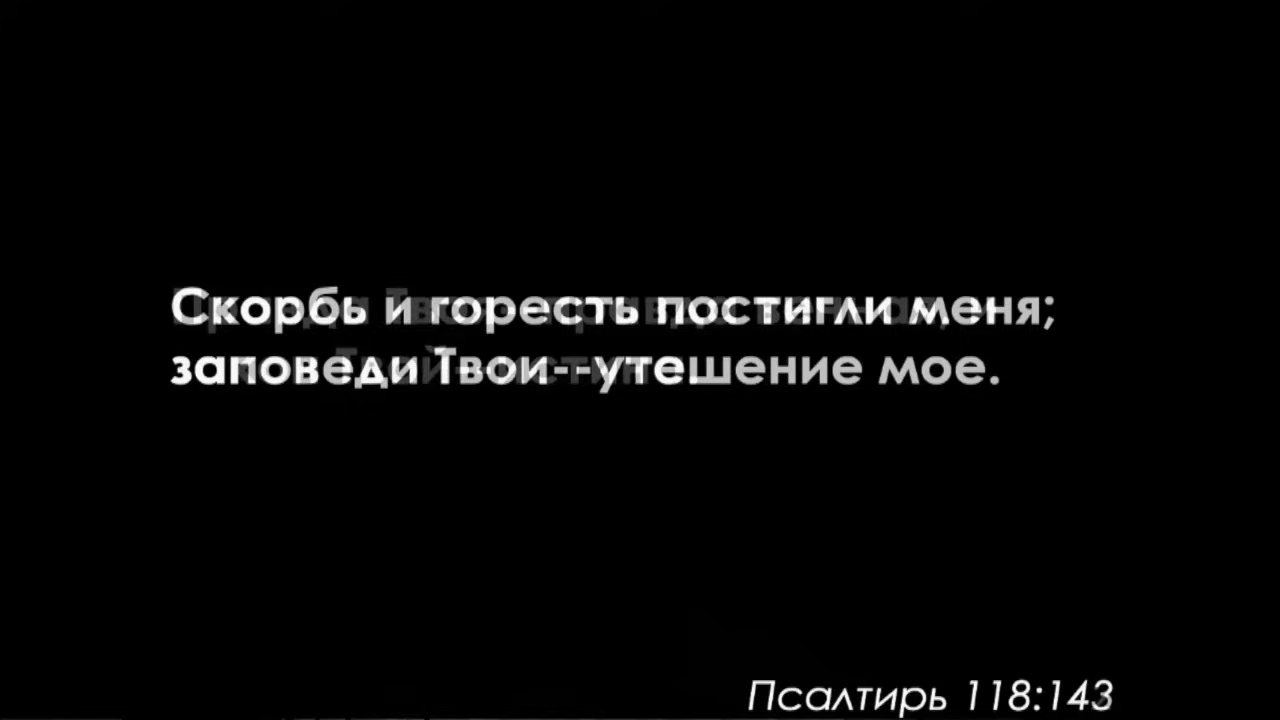 Скорбь и горесть постигли меня;
заповеди Твои--утешение мое.
Псалтирь 118:143